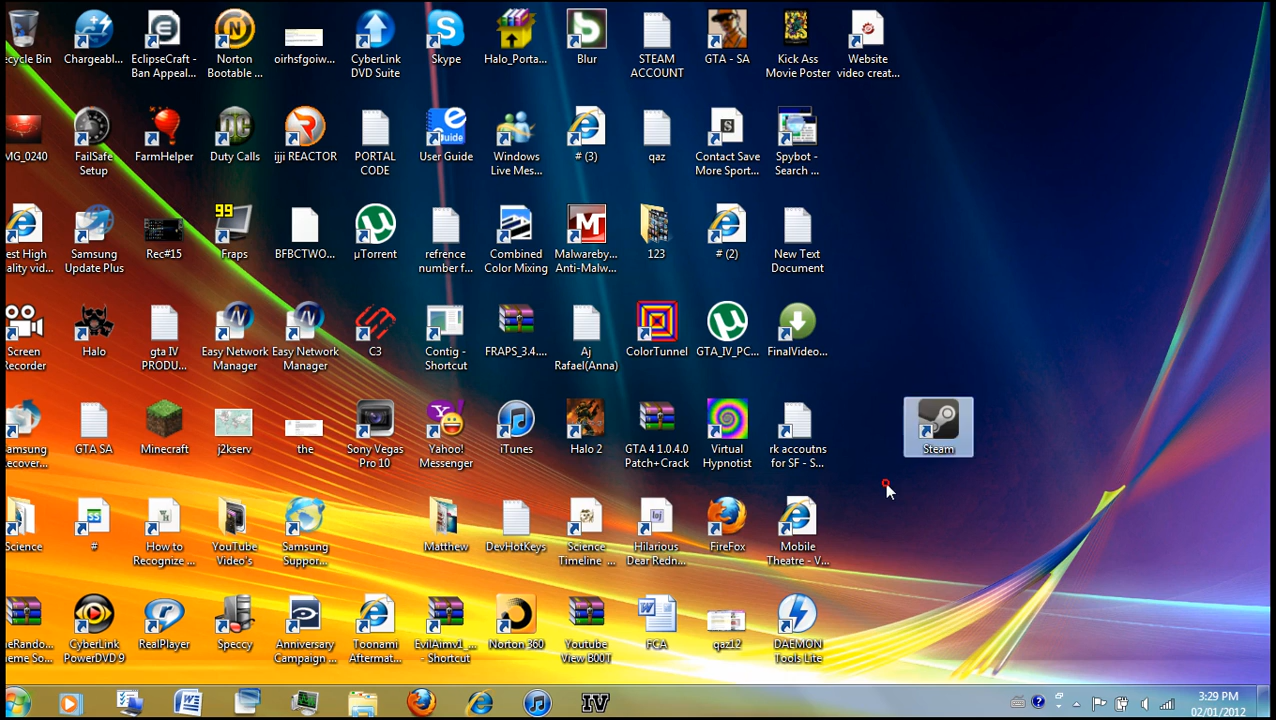 ecycle Bin
Chargeabl...
EclipseCraft -
Ban Appeal...
Norton
Bootable ...
oirhsfgoiw...
CyberLink
DVD Suite
Skype
Halo_Porta...
Blur
STEAM
ACCOUNT
GTA - SA
Kick Ass
Movie Poster
Website
video creat...
MG_0240
FailSafe
Setup
FarmHelper
Duty Calls
ijji REACTOR
PORTAL
CODE
User Guide
Windows
Live Mes...
# (3)
qaz
Contact Save
More Sport...
Spybot -
Search ...
est High
ality vid...
Samsung
Update Plus
Rec#15
99
Fraps
BFBCTWO...
µTorrent
refrence
number f...
Combined
Color Mixing
Malwareby...
Anti-Malw...
123
# (2)
New Text
Document
Screen
Recorder
Halo
gta IV
PRODU...
Easy Network
Manager
Easy Network
Manager
C3
Contig -
Shortcut
FRAPS_3.4....
Aj
Rafael(Anna)
ColorTunnel
GTA_IV_PC...
FinalVideo...
amsung
ecover...
GTA SA
Minecraft
j2kserv
the
Sony Vegas
Pro 10
Yahoo!
Messenger
iTunes
Halo 2
GTA 4 1.0.4.0
Patch+Crack
Virtual
Hypnotist
rk accoutns
for SF - S...
Steam
Science
#
How to
Recognize ...
YouTube
Video's
Samsung
Suppor...
Matthew
DevHotKeys
Science
Timeline_ ...
Hilarious
Dear Redn...
FireFox
Mobile
Theatre - V...
eRando...
eme So...
CyberLink
PowerDVD 9
RealPlayer
Speccy
Anniversary
Campaign ...
Toonami
Aftermat...
EvilAimv1_...
- Shortcut
Norton 360
Youtube
View B00T
FCA
qaz12
DAEMON
Tools Lite
IV
3:29 PM
02/01/2012